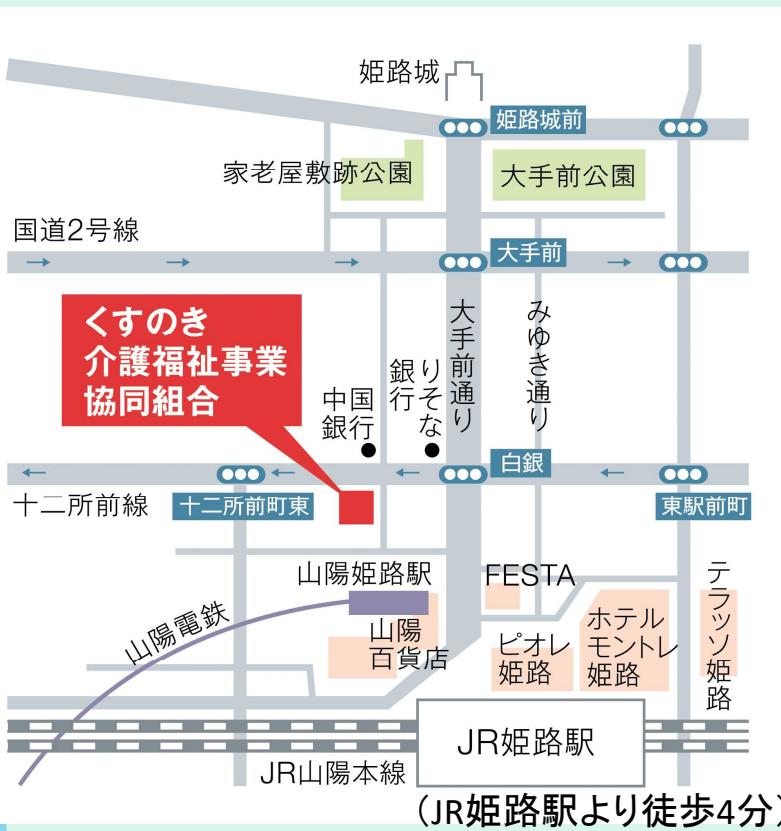 姫路城
姫路城前
家老屋敷跡公園
大手前公園
国道2号線
大手前
くすのき
介護福祉事業
協同組合
大手前通り
みゆき通り
中国
銀行
りそな
銀行
白銀
十二所前線
十二所前町東
東駅前町
山陽姫路駅
FESTA
テラッソ姫路
山陽電鉄
山陽
百貨店
ピオレ
姫路
ホテル
モントレ
姫路
JR姫路駅
JR山陽本線
(JR姫路駅より徒歩4分)